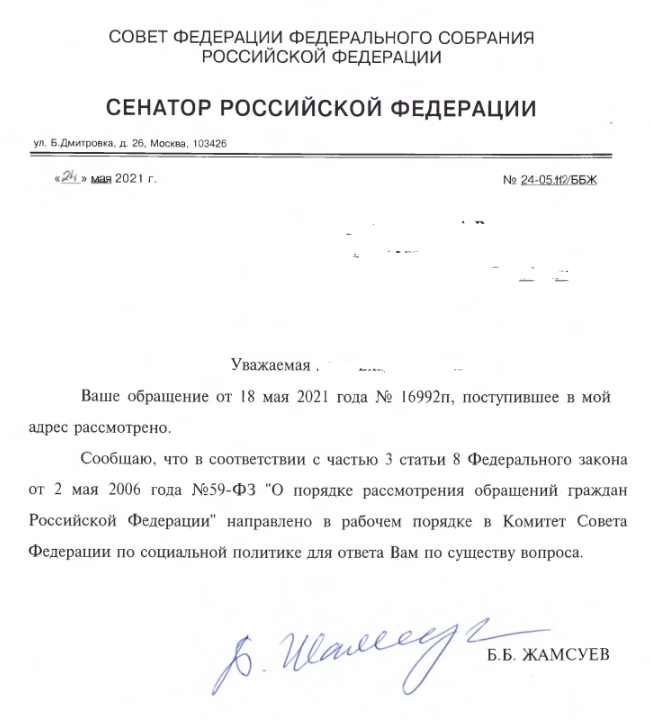 СОВЕТ ФЕДЕРАЦИИ ФЕДЕРАЛЬНОГО СОБРАНИЯ
РОССИЙСКОЙ ФЕДЕРАЦИИ
СЕНАТОР РОССИЙСКОЙ ФЕДЕРАЦИИ
ул. Б.Дмитровка, д. 26, Москва, 103426
«24» мая 2021 г.
№ 24-05.112/ББЖ
Уважаемая
Ваше обращение от 18 мая 2021 года № 16992п, поступившее в мой
адрес рассмотрено.
Сообщаю, что в соответствии с частью 3 статьи 8 Федерального закона
от 2 мая 2006 года №59-ФЗ "О порядке рассмотрения обращений граждан
Российской Федерации" направлено в рабочем порядке в Комитет Совета
Федерации по социальной политике для ответа Вам по существу вопроса.
Б.Б. ЖАМСУЕВ